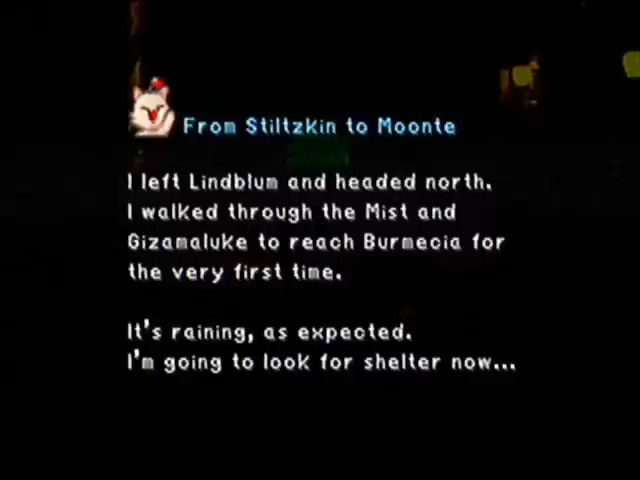 From Stiltzkin to Moonte
I left Lindblum and headed north.
I walked through the Mist and
Gizamaluke to reach Burmecia for
the very first time.
It's raining, as expected.
I'm going to look for shelter now...